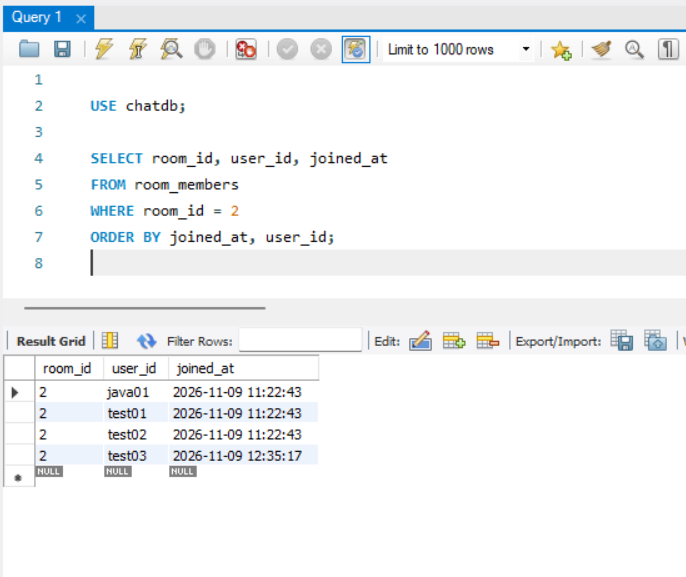 Query 1
Limit to 1000 rows
1
2 USE chatdb;
3
4 SELECT room_id, user_id, joined_at
5 FROM room_members
6 WHERE room_id = 2
7 ORDER BY joined_at, user_id;
8
Result Grid Filter Rows: Edit: Export/Import:
room_id user_id joined_at
2 java01 2026-11-09 11:22:43
2 test01 2026-11-09 11:22:43
2 test02 2026-11-09 11:22:43
2 test03 2026-11-09 12:35:17
NULL NULL NULL